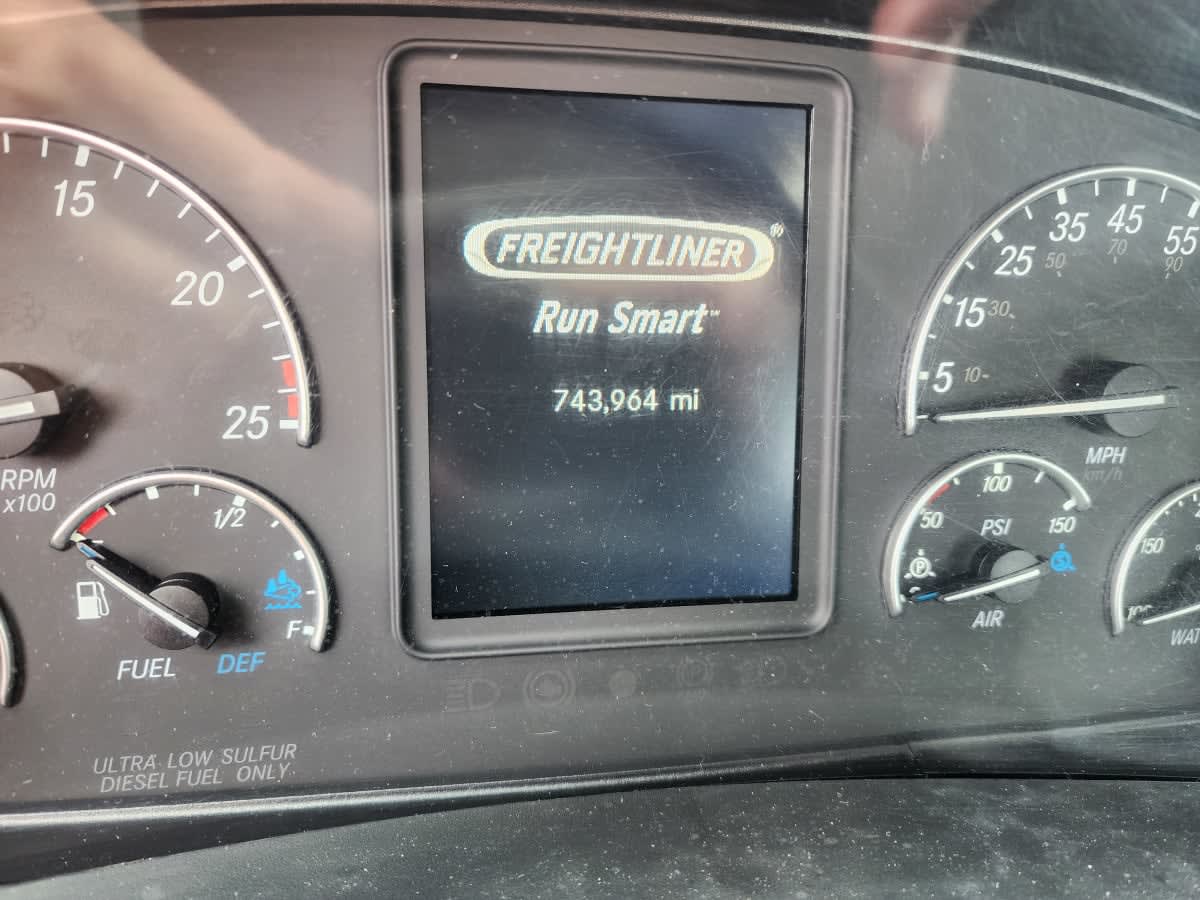 15
20
25
RPM
x100
1/2
F
FUEL
DEF
ULTRA LOW SULFUR
DIESEL FUEL ONLY
FREIGHTLINER®
Run Smart™
743,964 mi
5
10
15
30
25
50
35
45
70
55
90
MPH
km/h
50
100
150
PSI
P
S
AIR
150